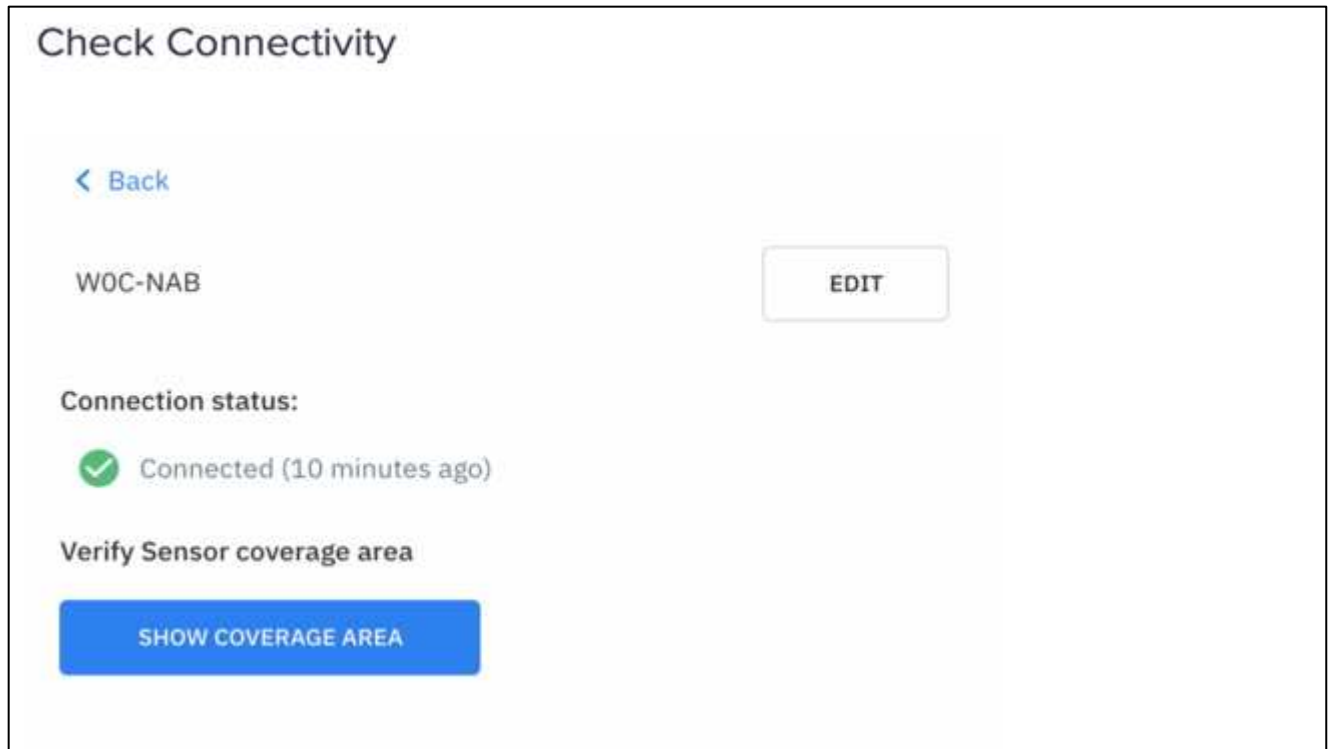 Check Connectivity
Back
W0C-NAB
EDIT
Connection status:
Connected (10 minutes ago)
Verify Sensor coverage area
SHOW COVERAGE AREA